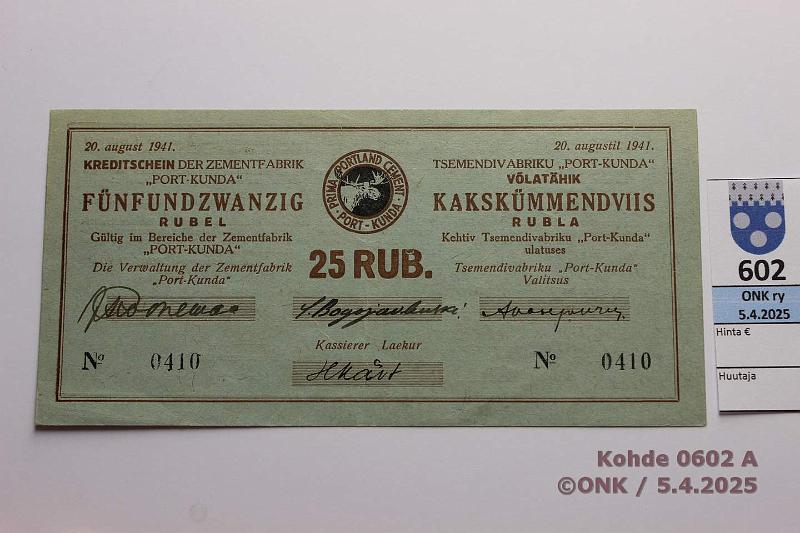 20. august 1941.
KREDITSCHEIN DER ZEMENTFABRIK
„PORT-KUNDA“
FÜNFUNDZWANZIG
RUBEL
Gültig im Bereiche der Zementfabrik
„PORT-KUNDA“
Die Verwaltung der Zementfabrik
„Port-Kunda“
PRIMA PORTLAND CEMENT
· PORT-KUNDA ·
25 RUB.
20. augustil 1941.
TSEMENDIVABRIKU „PORT-KUNDA“
VÕLATÄHIK
KAKSKÜMMENDVIIS
RUBLA
Kehtiv Tsemendivabriku „Port-Kunda“
ulatuses
Tsemendivabriku „Port-Kunda“
Valitsus
Kassierer Laekur
No 0410
No 0410
602
ONK ry
5.4.2025
Hinta €
Huutaja
Kohde 0602 A
©ONK / 5.4.2025